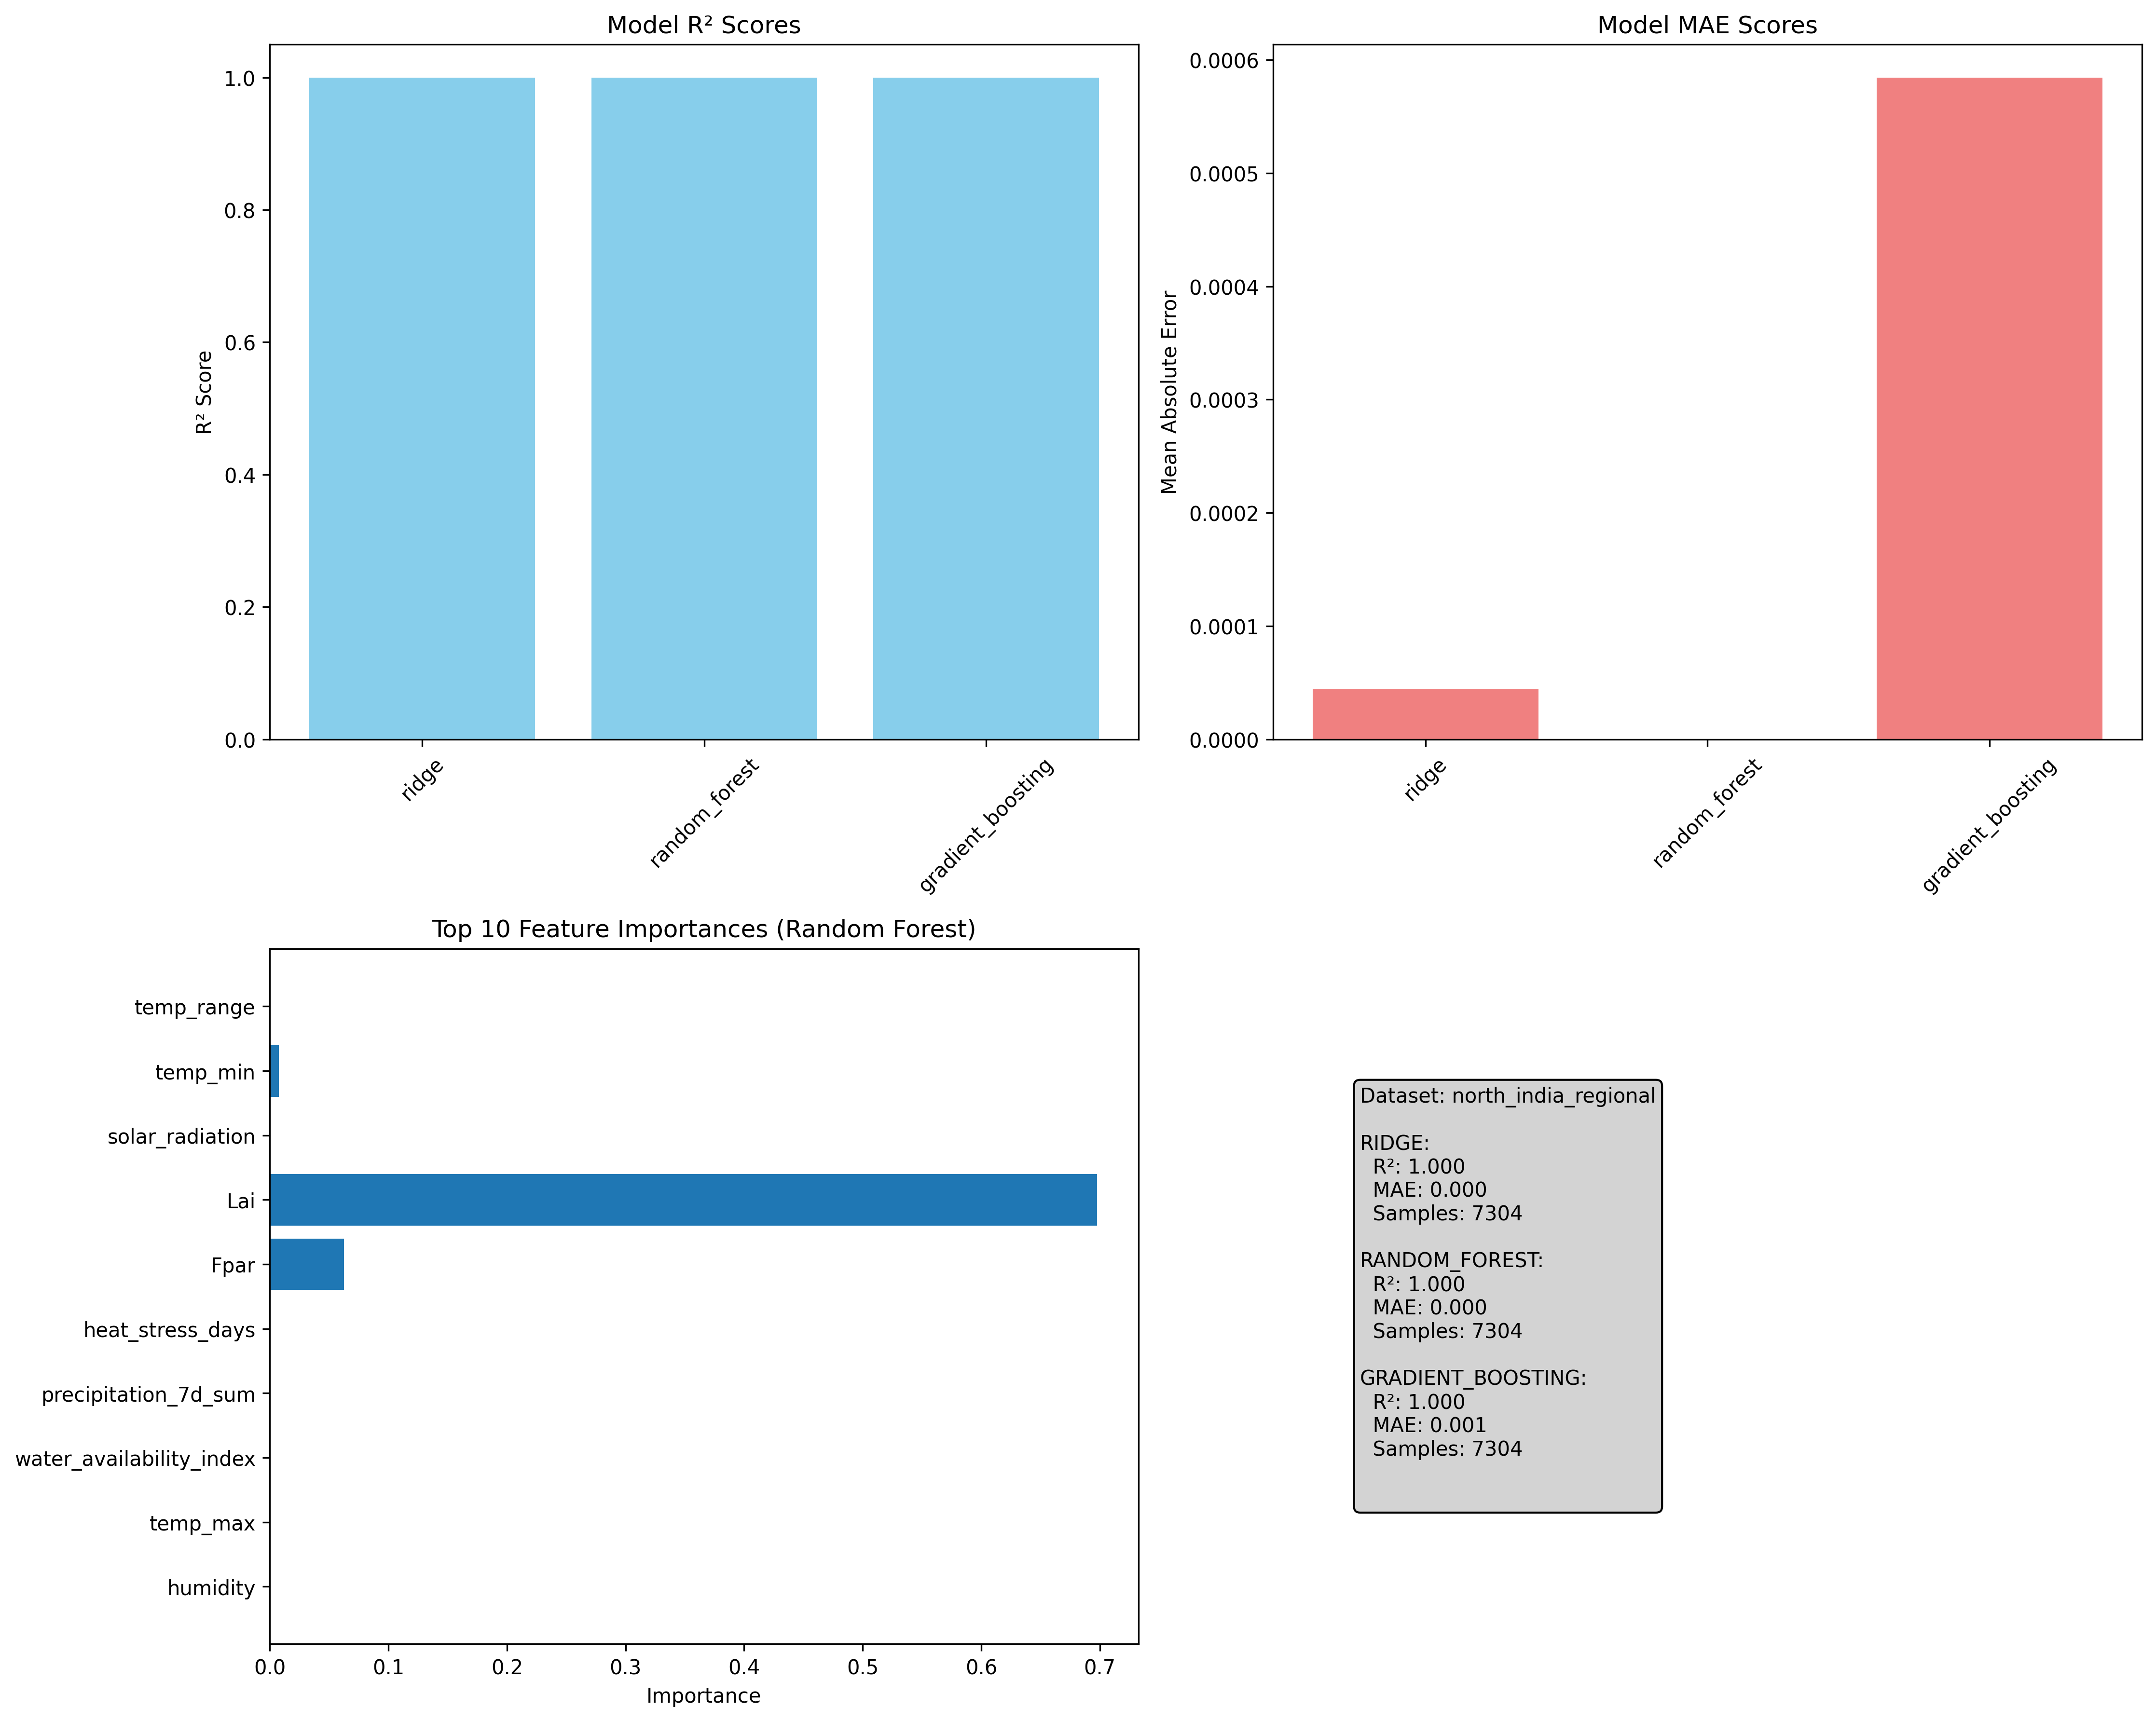 Model R² Scores
1.0
0.8
0.6
0.4
0.2
0.0
R² Score
ridge
random_forest
gradient_boosting
Model MAE Scores
0.0006
0.0005
0.0004
0.0003
0.0002
0.0001
0.0000
Mean Absolute Error
ridge
random_forest
gradient_boosting
Top 10 Feature Importances (Random Forest)
temp_range
temp_min
solar_radiation
Lai
Fpar
heat_stress_days
precipitation_7d_sum
water_availability_index
temp_max
humidity
0.0 0.1 0.2 0.3 0.4 0.5 0.6 0.7
Importance
Dataset: north_india_regional
RIDGE:
R²: 1.000
MAE: 0.000
Samples: 7304
RANDOM_FOREST:
R²: 1.000
MAE: 0.000
Samples: 7304
GRADIENT_BOOSTING:
R²: 1.000
MAE: 0.001
Samples: 7304